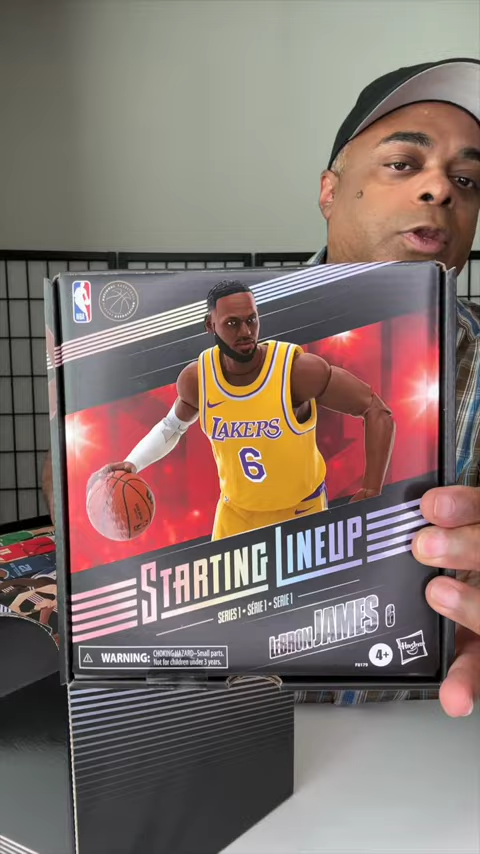 NBA
LAKERS
6
STARTING LINEUP
SERIES 1 • SÉRIE 1 • SERIE 1
LEBRON JAMES 6
WARNING: CHOKING HAZARD—Small parts.
Not for children under 3 years.
F8179
4+
Hasbro